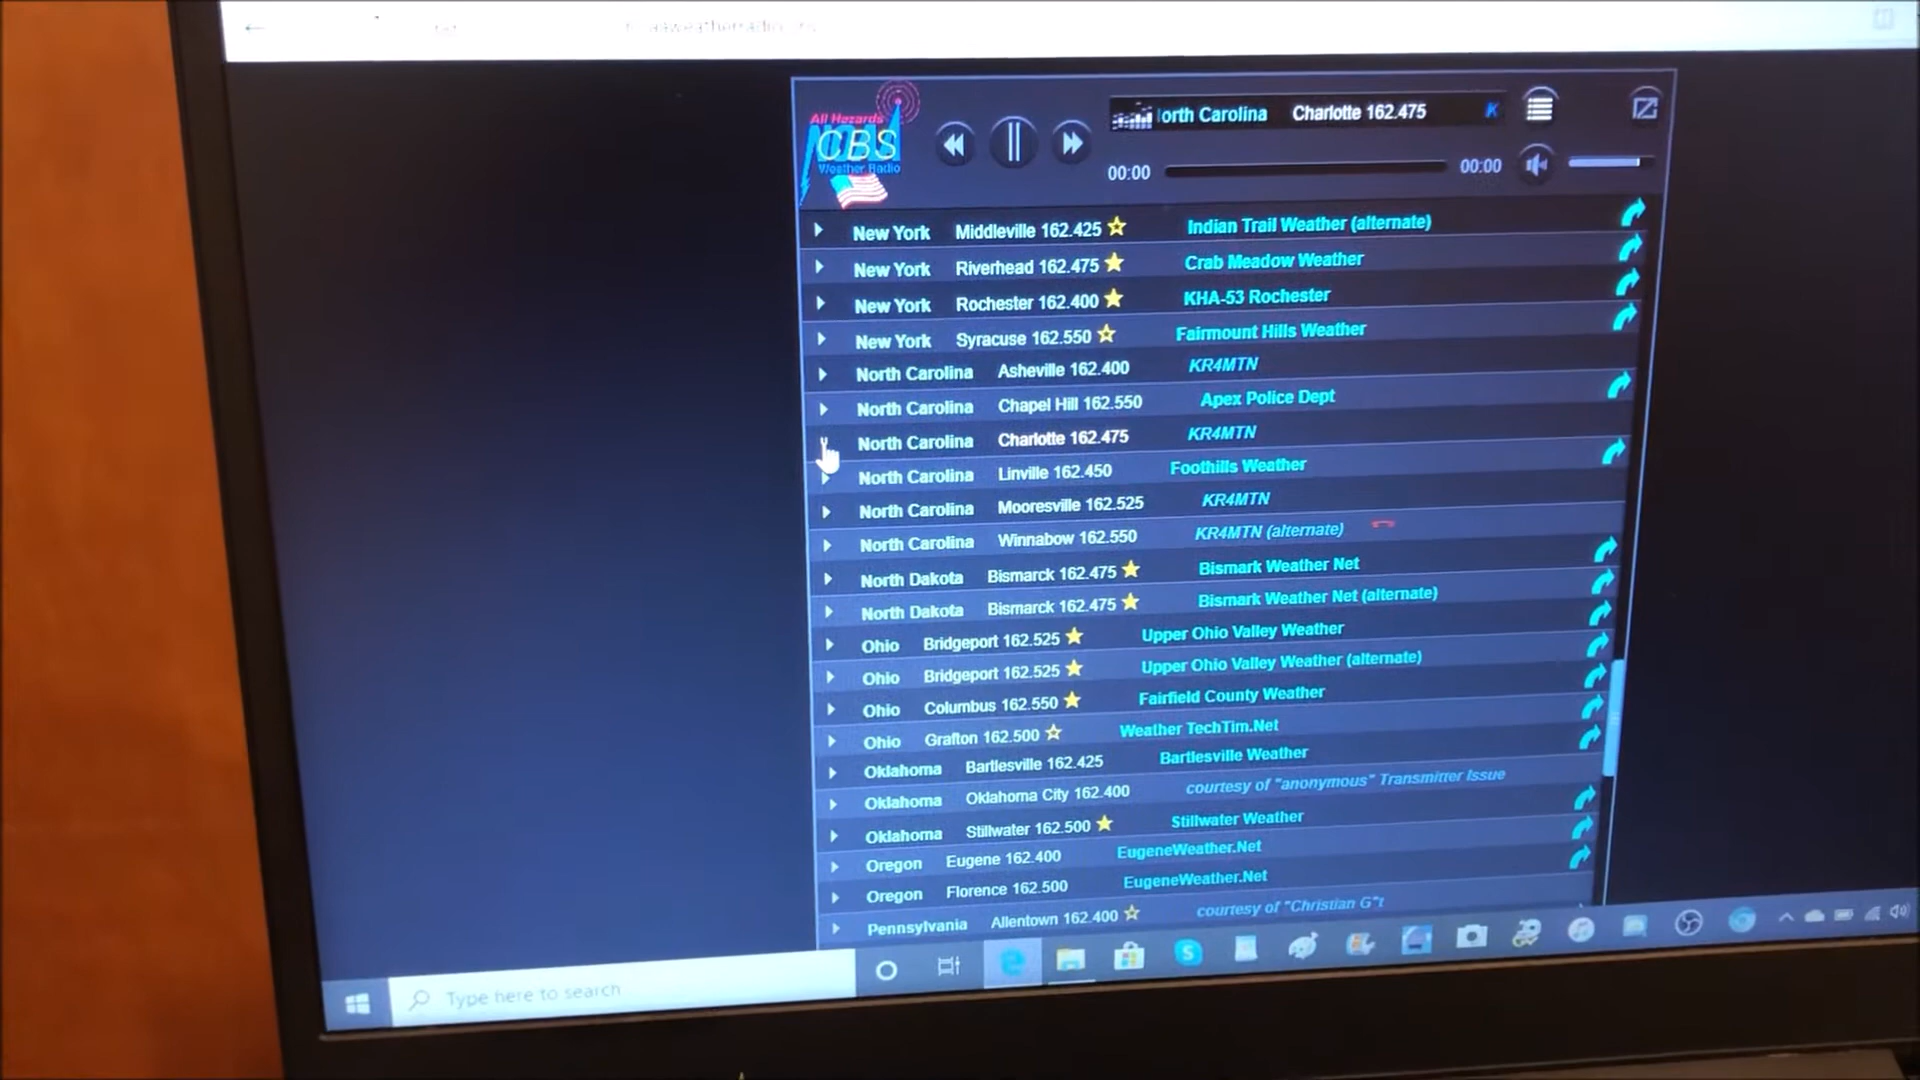 All Hazards
CBS
Weather Radio
orth Carolina Charlotte 162.475 K
00:00 00:00
New York Middleville 162.425 Indian Trail Weather (alternate)
New York Riverhead 162.475 Crab Meadow Weather
New York Rochester 162.400 KHA-53 Rochester
New York Syracuse 162.550 Fairmount Hills Weather
North Carolina Asheville 162.400 KR4MTN
North Carolina Chapel Hill 162.550 Apex Police Dept
North Carolina Charlotte 162.475 KR4MTN
North Carolina Linville 162.450 Foothills Weather
North Carolina Mooresville 162.525 KR4MTN
North Carolina Winnabow 162.550 KR4MTN (alternate)
North Dakota Bismarck 162.475 Bismark Weather Net
North Dakota Bismarck 162.475 Bismark Weather Net (alternate)
Ohio Bridgeport 162.525 Upper Ohio Valley Weather
Ohio Bridgeport 162.525 Upper Ohio Valley Weather (alternate)
Ohio Columbus 162.550 Fairfield County Weather
Ohio Grafton 162.500 Weather TechTim.Net
Oklahoma Bartlesville 162.425 Bartlesville Weather
Oklahoma Oklahoma City 162.400 courtesy of "anonymous" Transmitter Issue
Oklahoma Stillwater 162.500 Stillwater Weather
Oregon Eugene 162.400 EugeneWeather.Net
Oregon Florence 162.500 EugeneWeather.Net
Pennsylvania Allentown 162.400 courtesy of "Christian G"t
Type here to search